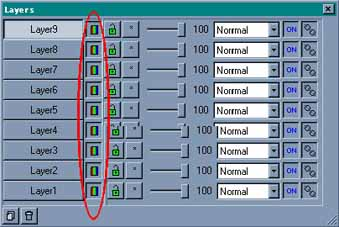 Layers
Layer9 100 Normal ON
Layer8 100 Normal ON
Layer7 100 Normal ON
Layer6 100 Normal ON
Layer5 100 Normal ON
Layer4 100 Normal ON
Layer3 100 Normal ON
Layer2 100 Normal ON
Layer1 100 Normal ON